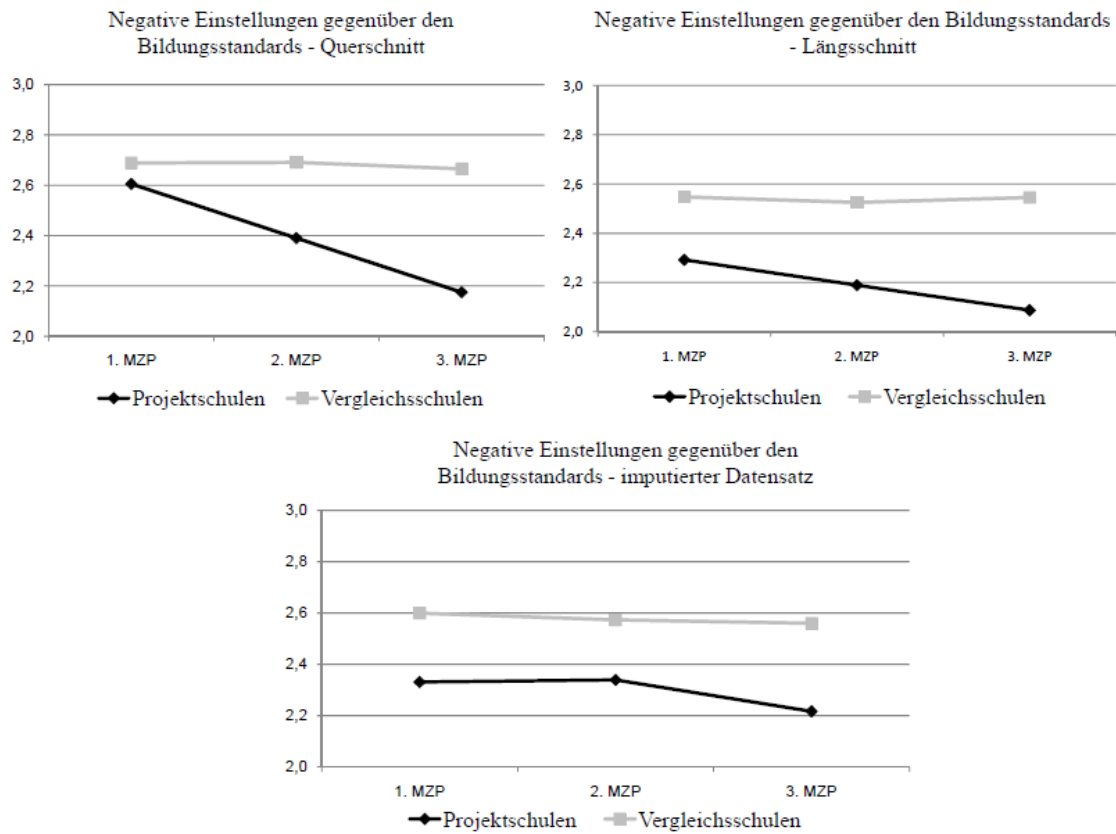 Negative Einstellungen gegenüber den
Bildungsstandards - Querschnitt
3,0
2,8
2,6
2,4
2,2
2,0
1. MZP 2. MZP 3. MZP
Projektschulen Vergleichsschulen
Negative Einstellungen gegenüber den Bildungsstandards
- Längsschnitt
3,0
2,8
2,6
2,4
2,2
2,0
1. MZP 2. MZP 3. MZP
Projektschulen Vergleichsschulen
Negative Einstellungen gegenüber den
Bildungsstandards - imputierter Datensatz
3,0
2,8
2,6
2,4
2,2
2,0
1. MZP 2. MZP 3. MZP
Projektschulen Vergleichsschulen